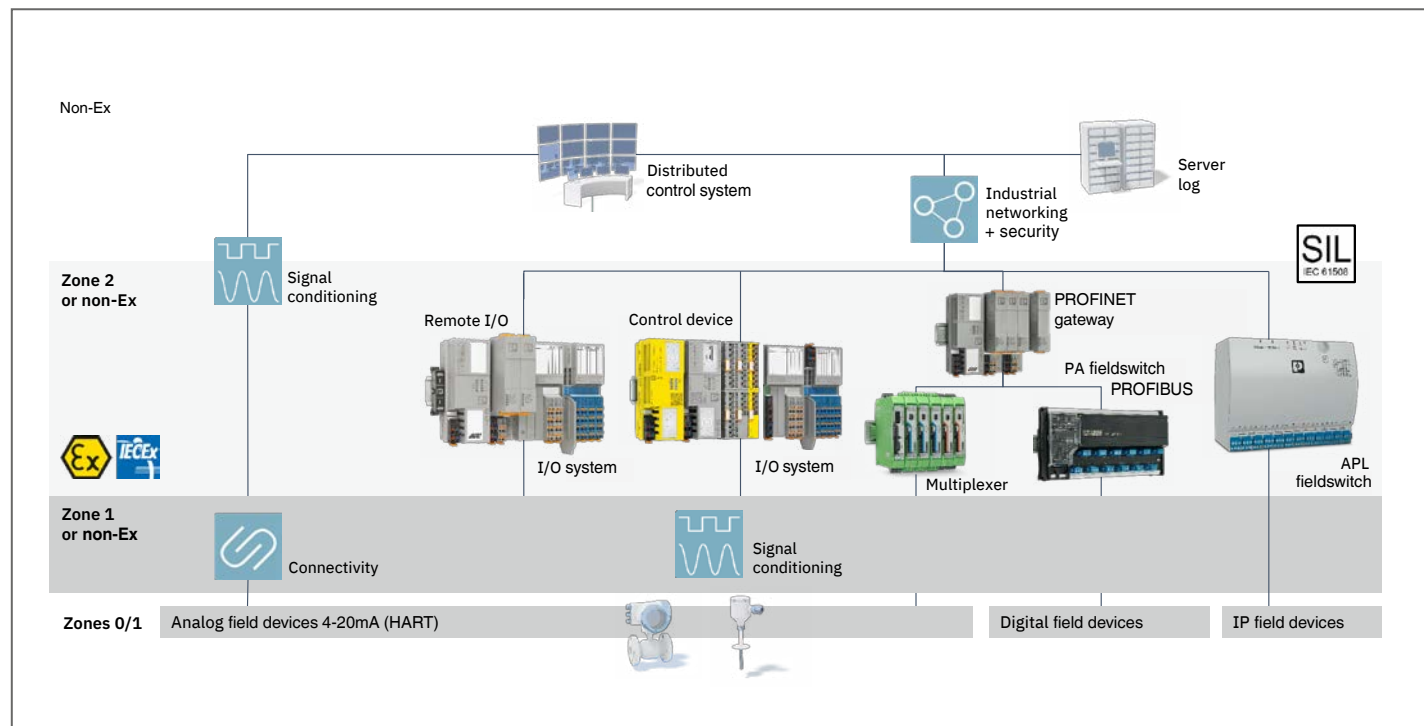 Non-Ex
Distributed
control system
Server
log
Industrial
networking
+ security
SIL
IEC 61508
Zone 2
or non-Ex
Signal
conditioning
PROFINET
gateway
Remote I/O
Control device
PA fieldswitch
PROFIBUS
Ex
IECEx
I/O system
I/O system
Multiplexer
APL
fieldswitch
Zone 1
or non-Ex
Connectivity
Signal
conditioning
Zones 0/1
Analog field devices 4-20mA (HART)
Digital field devices
IP field devices